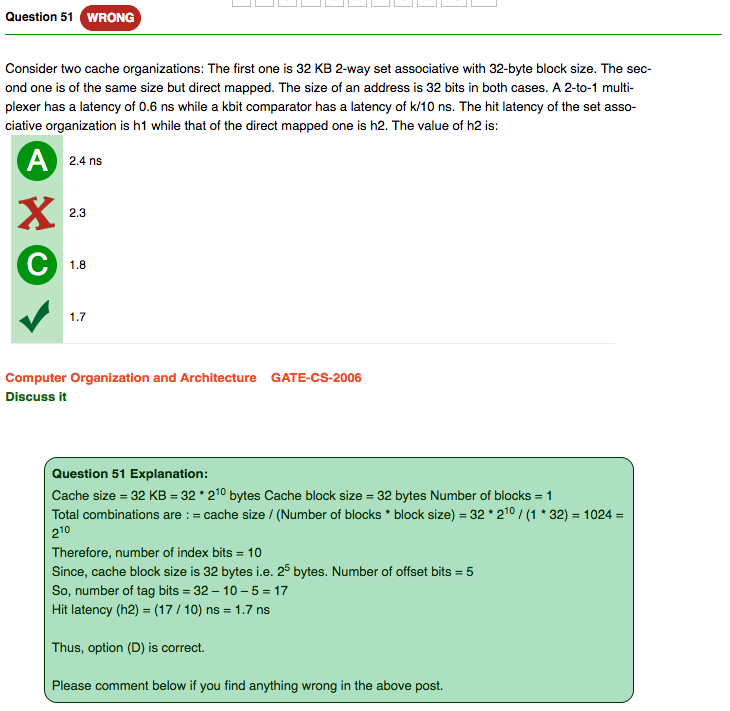 Question 51 WRONG
Consider two cache organizations: The first one is 32 KB 2-way set associative with 32-byte block size. The sec-
ond one is of the same size but direct mapped. The size of an address is 32 bits in both cases. A 2-to-1 multi-
plexer has a latency of 0.6 ns while a kbit comparator has a latency of k/10 ns. The hit latency of the set asso-
ciative organization is h1 while that of the direct mapped one is h2. The value of h2 is:
A 2.4 ns
X 2.3
C 1.8
✓ 1.7
Computer Organization and Architecture GATE-CS-2006
Discuss it
Question 51 Explanation:
Cache size = 32 KB = 32 * 2¹⁰ bytes Cache block size = 32 bytes Number of blocks = 1
Total combinations are : = cache size / (Number of blocks * block size) = 32 * 2¹⁰ / (1 * 32) = 1024 =
2¹⁰
Therefore, number of index bits = 10
Since, cache block size is 32 bytes i.e. 2⁵ bytes. Number of offset bits = 5
So, number of tag bits = 32 – 10 – 5 = 17
Hit latency (h2) = (17 / 10) ns = 1.7 ns
Thus, option (D) is correct.
Please comment below if you find anything wrong in the above post.